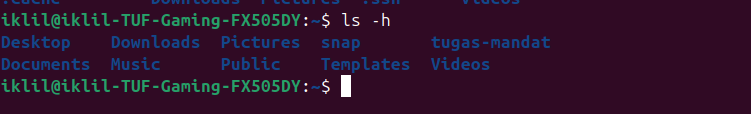 .cache Downloads Pictures .ssh Videos
iklil@iklil-TUF-Gaming-FX505DY:~$ ls -h
Desktop Downloads Pictures snap tugas-mandat
Documents Music Public Templates Videos
iklil@iklil-TUF-Gaming-FX505DY:~$